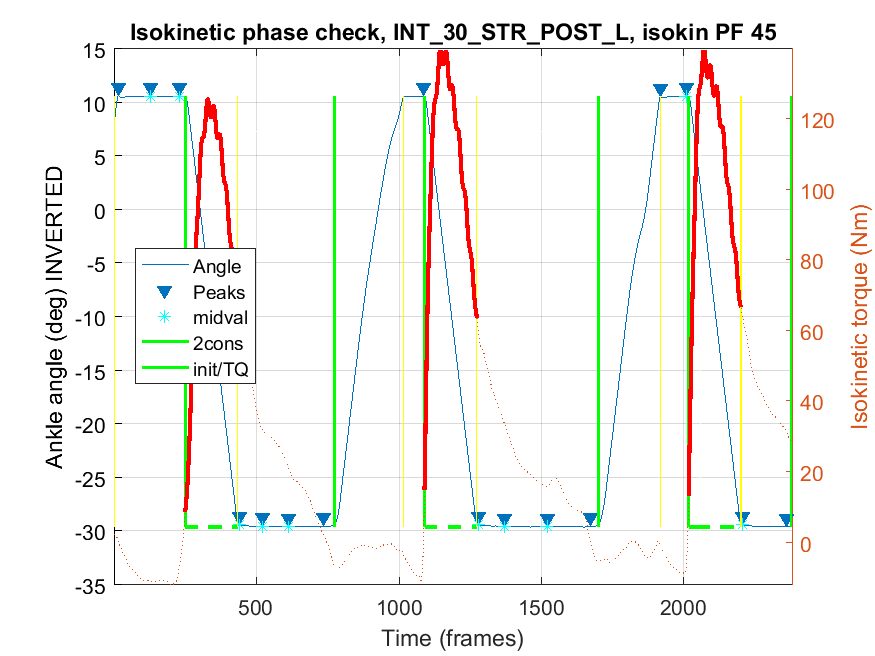 Isokinetic phase check, INT_30_STR_POST_L, isokin PF 45
Ankle angle (deg) INVERTED
15
10
5
0
-5
-10
-15
-20
-25
-30
-35
Angle
Peaks
midval
2cons
init/TQ
120
100
80
60
40
20
0
Isokinetic torque (Nm)
500
1000
1500
2000
Time (frames)